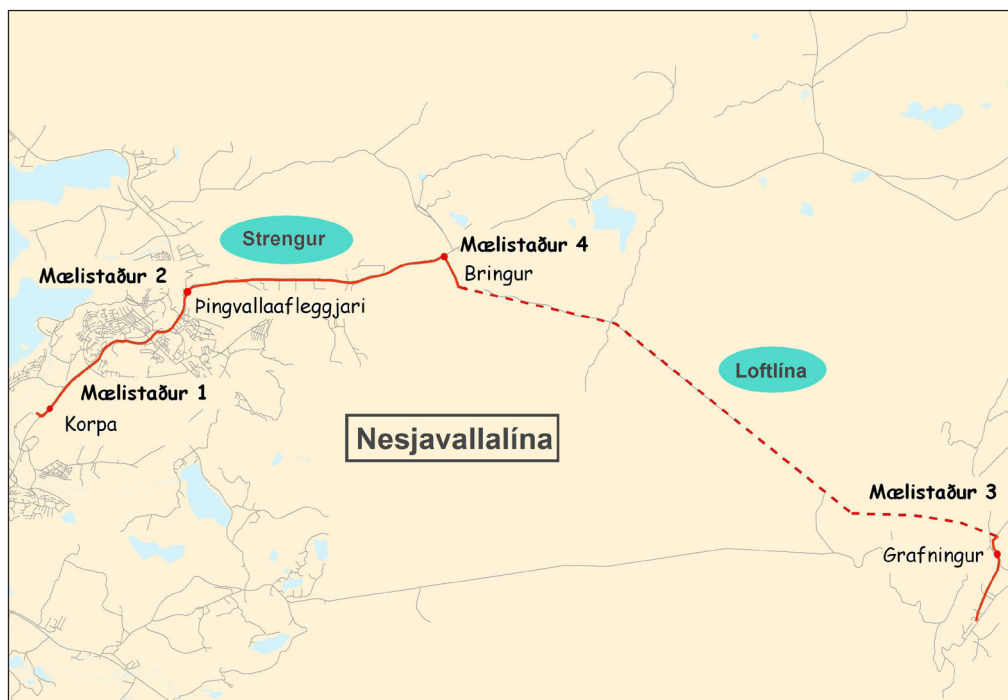 Strengur
Mælistaður 4
Bringur
Mælistaður 2
Þingvallaafleggjari
Loftlína
Mælistaður 1
Korpa
Nesjavallalína
Mælistaður 3
Grafningur